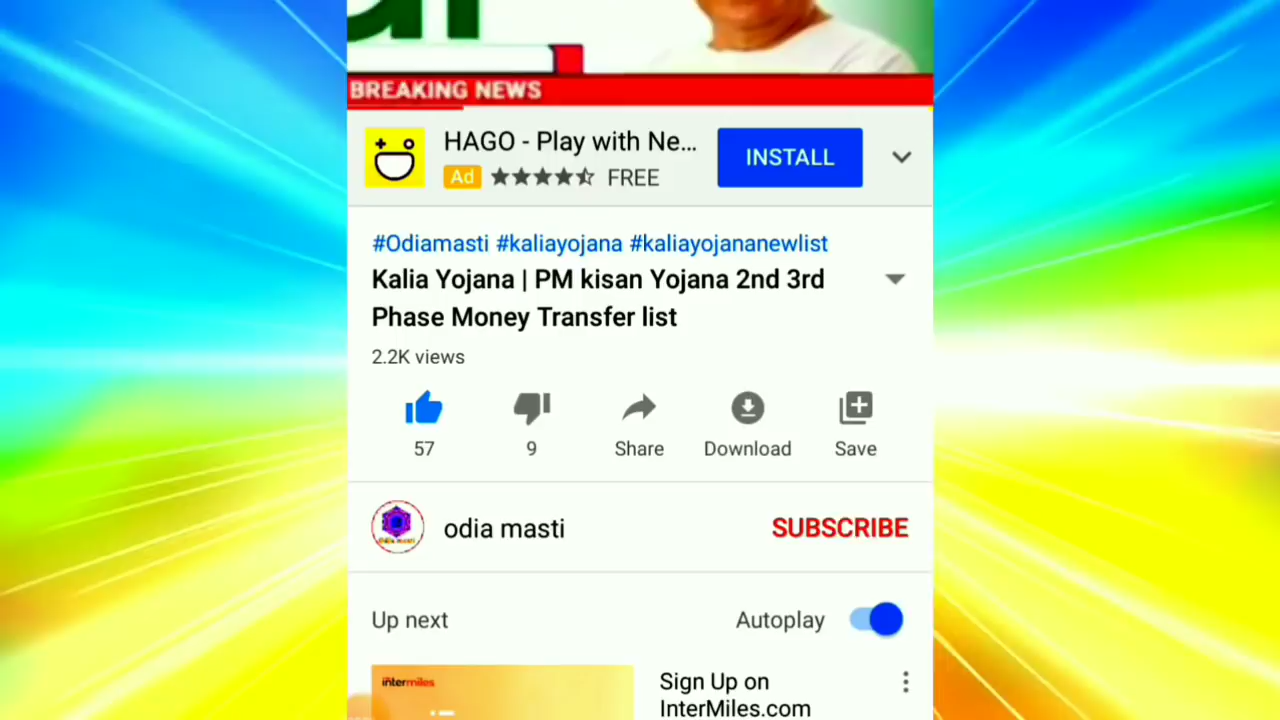 BREAKING NEWS
HAGO - Play with Ne...
INSTALL
Ad
FREE
#Odiamasti #kaliayojana #kaliayojananewlist
Kalia Yojana | PM kisan Yojana 2nd 3rd
Phase Money Transfer list
2.2K views
57
9
Share
Download
Save
odia masti
SUBSCRIBE
Up next
Autoplay
intermiles
Sign Up on
InterMiles.com